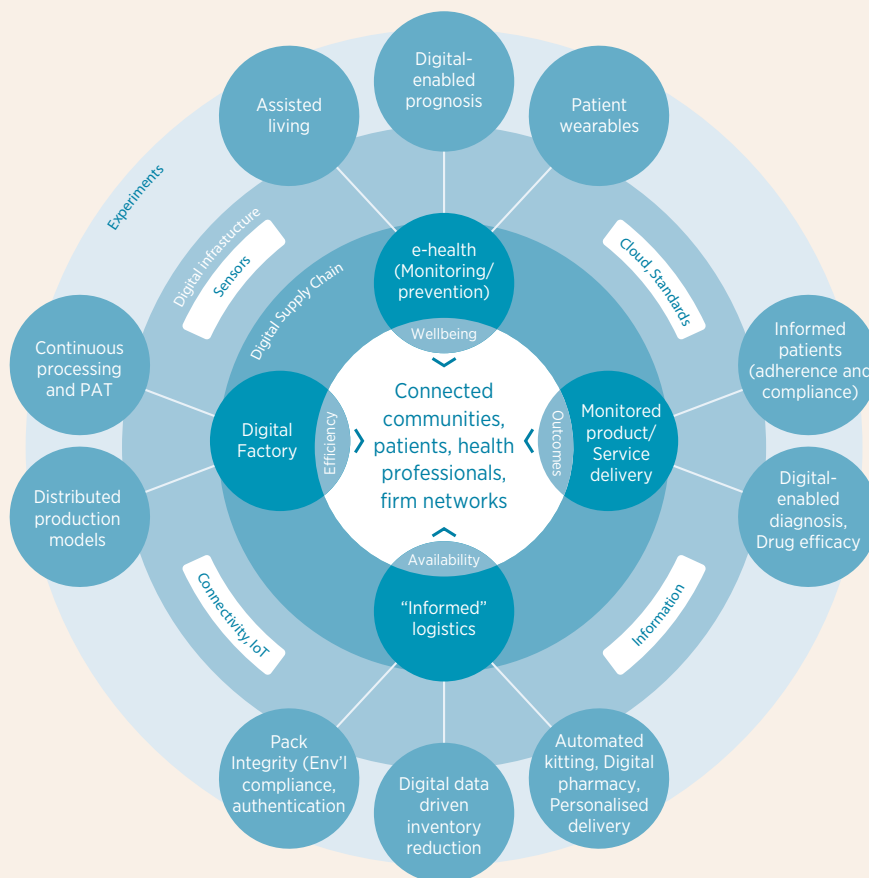 Digital-
enabled
prognosis
Assisted
living
Patient
wearables
Experiments
Digital infrastucture
Sensors
Digital Supply Chain
e-health
(Monitoring/
prevention)
Wellbeing
Cloud, Standards
Continuous
processing
and PAT
Informed
patients
(adherence and
compliance)
Digital
Factory
Efficiency
Connected
communities,
patients, health
professionals,
firm networks
Outcomes
Monitored
product/
Service
delivery
Distributed
production
models
Digital-
enabled
diagnosis,
Drug efficacy
Availability
“Informed”
logistics
Connectivity, IoT
Information
Pack
Integrity (Env’l
compliance,
authentication
Digital data
driven
inventory
reduction
Automated
kitting, Digital
pharmacy,
Personalised
delivery